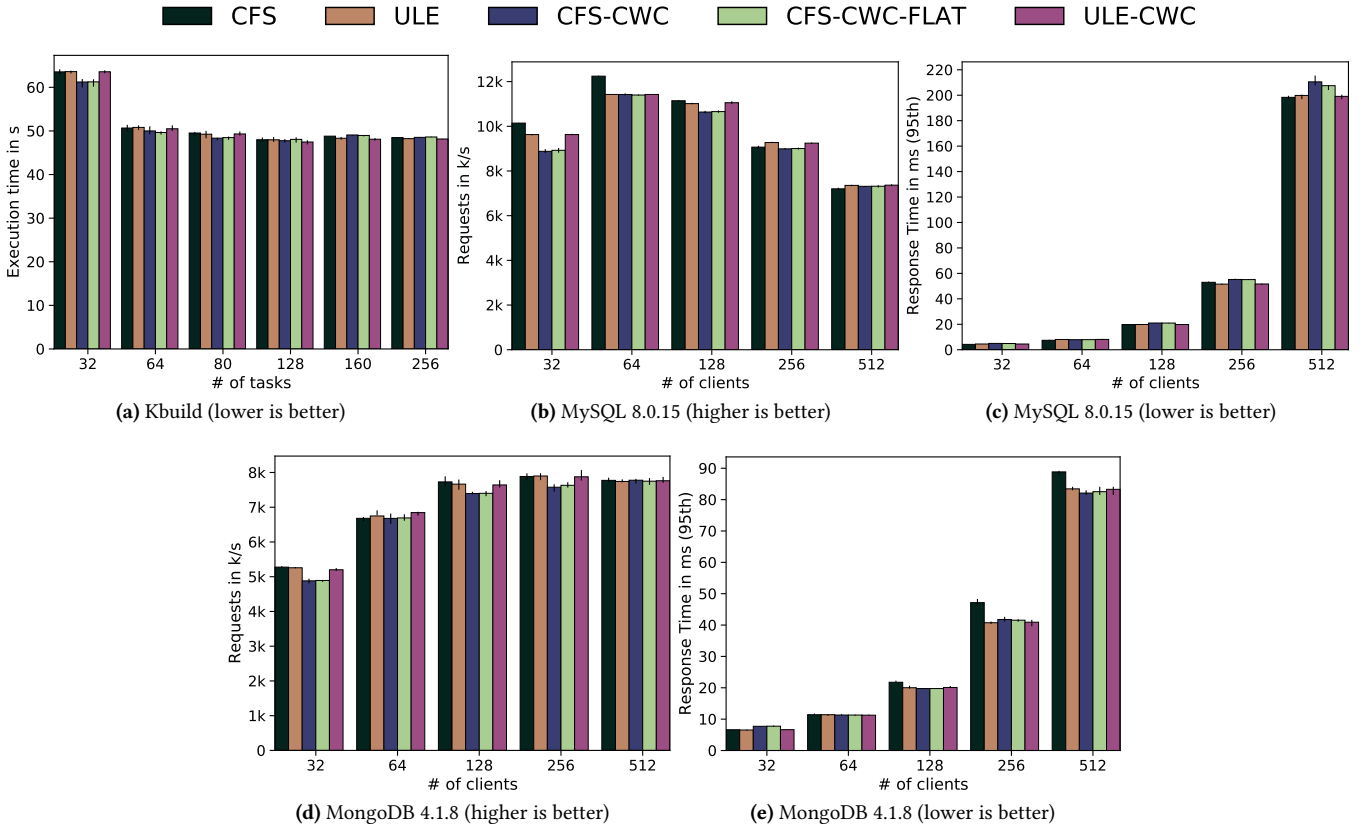 CFS ULE CFS-CWC CFS-CWC-FLAT ULE-CWC
Execution time in s
60
50
40
30
20
10
0
32 64 80 128 160 256
# of tasks
(a) Kbuild (lower is better)
Requests in k/s
12k
10k
8k
6k
4k
2k
0
32 64 128 256 512
# of clients
(b) MySQL 8.0.15 (higher is better)
Response Time in ms (95th)
220
200
180
160
140
120
100
80
60
40
20
0
32 64 128 256 512
# of clients
(c) MySQL 8.0.15 (lower is better)
Requests in k/s
8k
7k
6k
5k
4k
3k
2k
1k
0
32 64 128 256 512
# of clients
(d) MongoDB 4.1.8 (higher is better)
Response Time in ms (95th)
90
80
70
60
50
40
30
20
10
0
32 64 128 256 512
# of clients
(e) MongoDB 4.1.8 (lower is better)